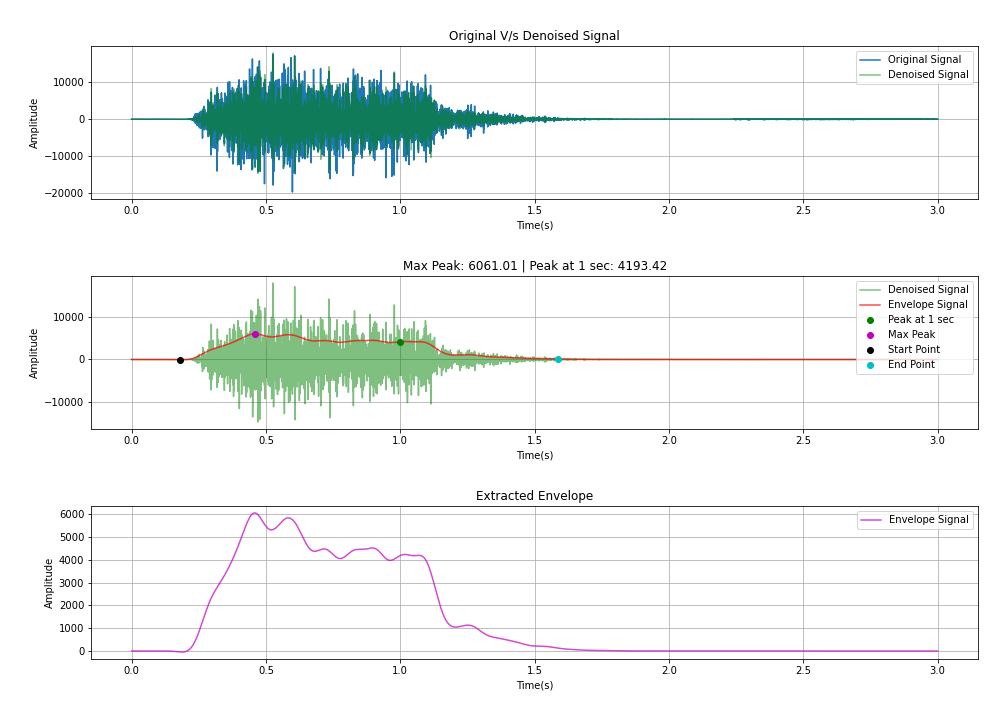 Original V/s Denoised Signal
Amplitude
10000
0
−10000
−20000
Original Signal
Denoised Signal
0.0 0.5 1.0 1.5 2.0 2.5 3.0
Time(s)
Max Peak: 6061.01 | Peak at 1 sec: 4193.42
Amplitude
10000
0
−10000
Denoised Signal
Envelope Signal
Peak at 1 sec
Max Peak
Start Point
End Point
0.0 0.5 1.0 1.5 2.0 2.5 3.0
Time(s)
Extracted Envelope
Amplitude
6000
5000
4000
3000
2000
1000
0
Envelope Signal
0.0 0.5 1.0 1.5 2.0 2.5 3.0
Time(s)